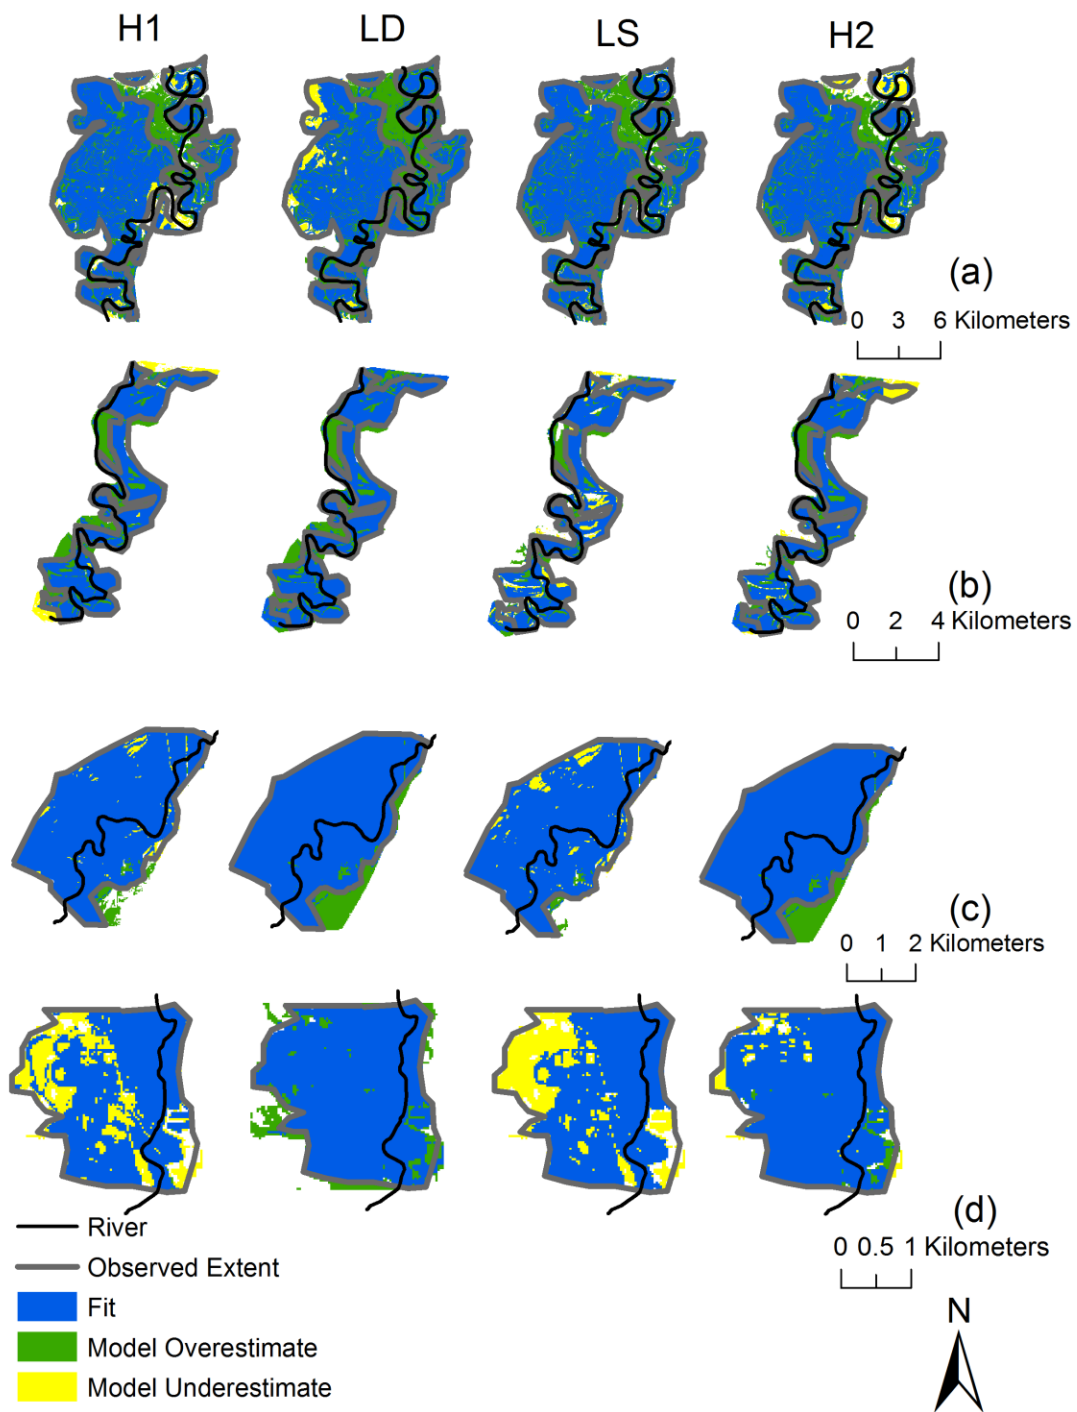 H1 LD LS H2
(a)
0 3 6 Kilometers
(b)
0 2 4 Kilometers
(c)
0 1 2 Kilometers
(d)
0 0.5 1 Kilometers
River
Observed Extent
Fit
Model Overestimate
Model Underestimate
N